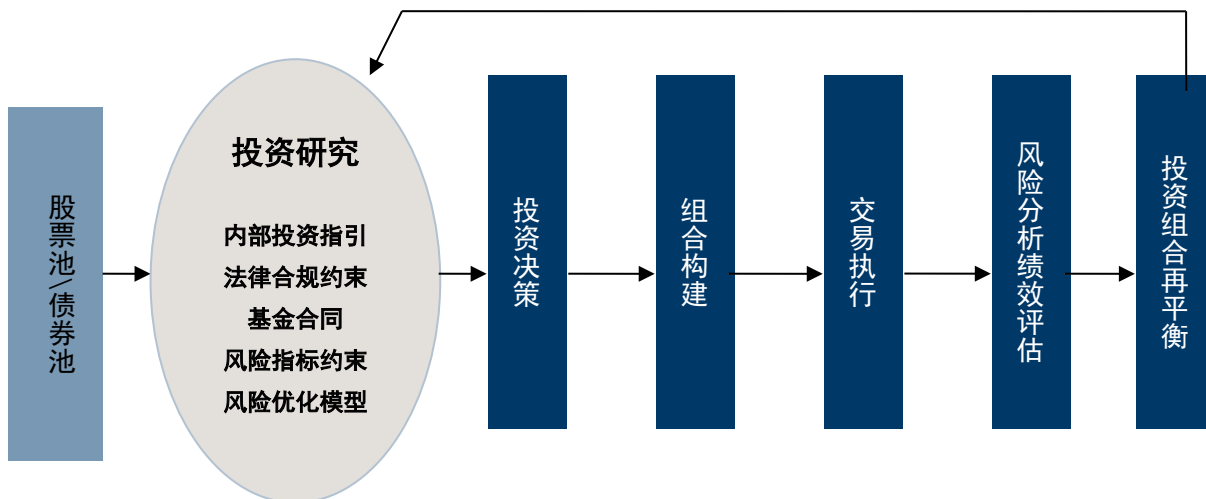 股票池\债券池
投资研究
内部投资指引
法律合规约束
基金合同
风险指标约束
风险优化模型
投资决策
组合构建
交易执行
风险分析绩效评估
投资组合再平衡